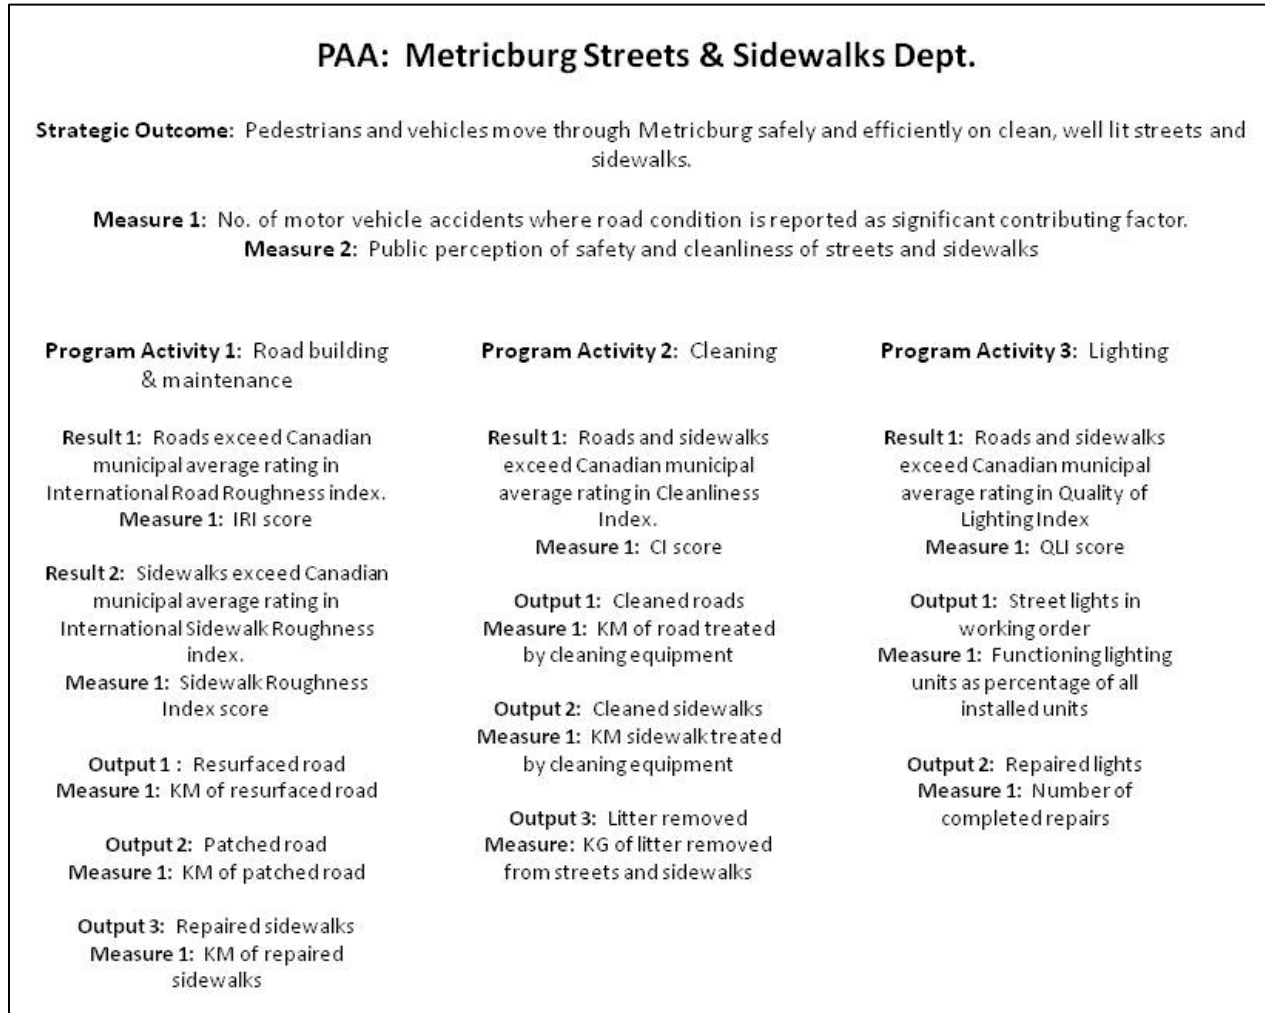 PAA: Metricburg Streets & Sidewalks Dept.
Strategic Outcome: Pedestrians and vehicles move through Metricburg safely and efficiently on clean, well lit streets and
sidewalks.
Measure 1: No. of motor vehicle accidents where road condition is reported as significant contributing factor.
Measure 2: Public perception of safety and cleanliness of streets and sidewalks
Program Activity 1: Road building
& maintenance
Result 1: Roads exceed Canadian
municipal average rating in
International Road Roughness index.
Measure 1: IRI score
Result 2: Sidewalks exceed Canadian
municipal average rating in
International Sidewalk Roughness
index.
Measure 1: Sidewalk Roughness
Index score
Output 1 : Resurfaced road
Measure 1: KM of resurfaced road
Output 2: Patched road
Measure 1: KM of patched road
Output 3: Repaired sidewalks
Measure 1: KM of repaired
sidewalks
Program Activity 2: Cleaning
Result 1: Roads and sidewalks
exceed Canadian municipal
average rating in Cleanliness
Index.
Measure 1: CI score
Output 1: Cleaned roads
Measure 1: KM of road treated
by cleaning equipment
Output 2: Cleaned sidewalks
Measure 1: KM sidewalk treated
by cleaning equipment
Output 3: Litter removed
Measure: KG of litter removed
from streets and sidewalks
Program Activity 3: Lighting
Result 1: Roads and sidewalks
exceed Canadian municipal
average rating in Quality of
Lighting Index
Measure 1: QLI score
Output 1: Street lights in
working order
Measure 1: Functioning lighting
units as percentage of all
installed units
Output 2: Repaired lights
Measure 1: Number of
completed repairs